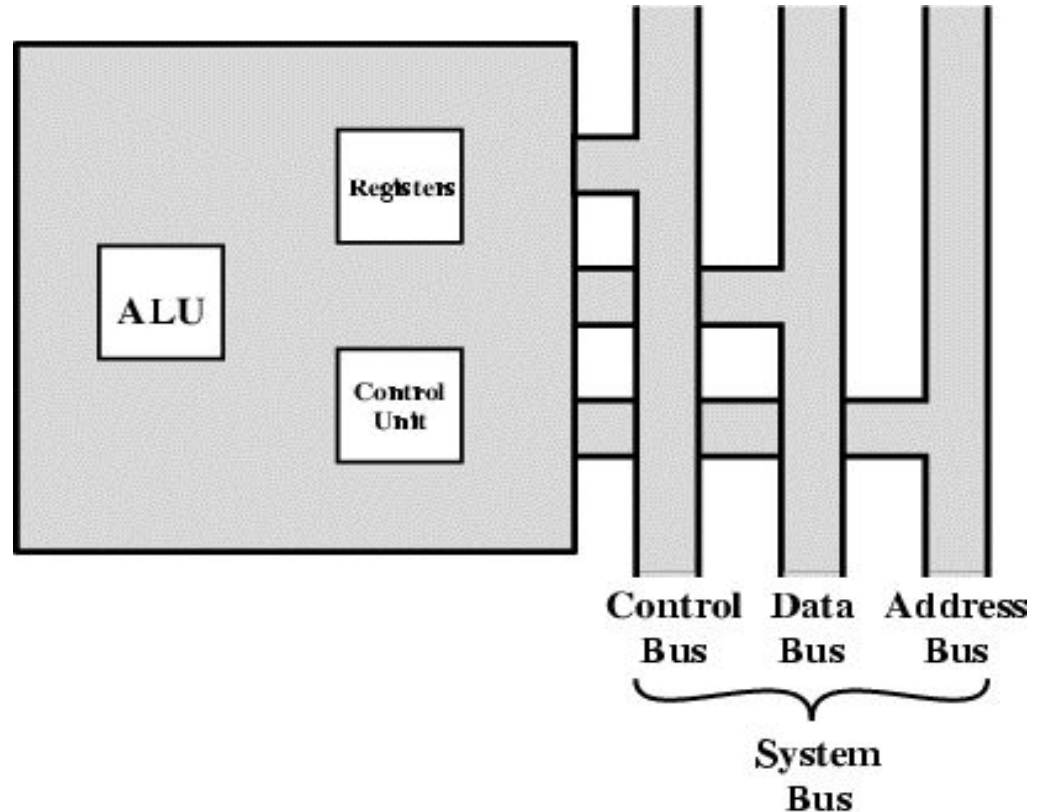 Registers
ALU
Control
Unit
Control Data Address
Bus Bus Bus
System
Bus